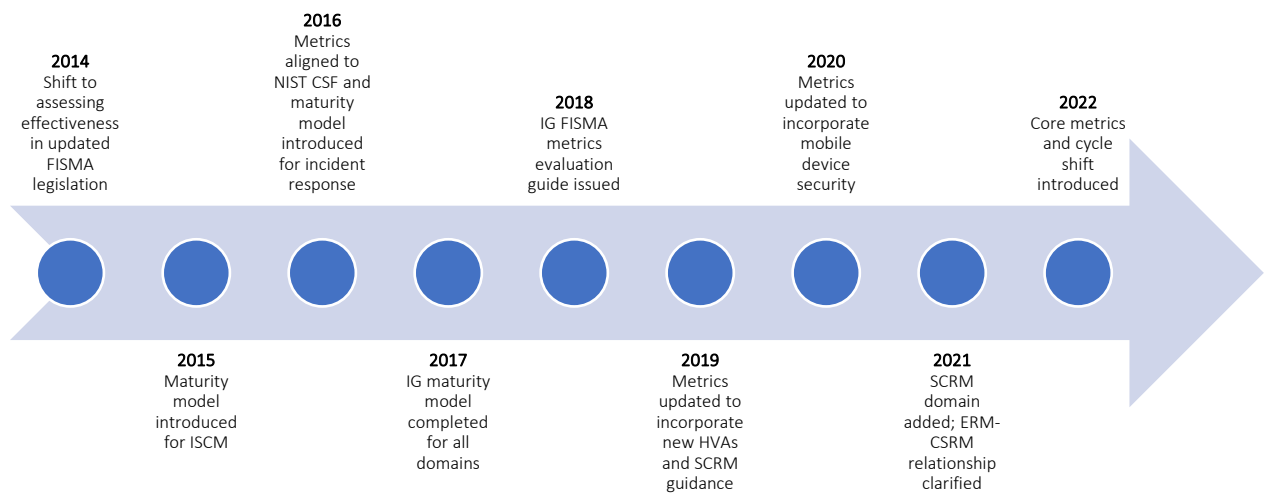 2014
Shift to
assessing
effectiveness
in updated
FISMA
legislation
2015
Maturity
model
introduced
for ISCM
2016
Metrics
aligned to
NIST CSF and
maturity
model
introduced
for incident
response
2017
IG maturity
model
completed
for all
domains
2018
IG FISMA
metrics
evaluation
guide issued
2019
Metrics
updated to
incorporate
new HVAs
and SCRM
guidance
2020
Metrics
updated to
incorporate
mobile
device
security
2021
SCRM
domain
added; ERM-
CSRM
relationship
clarified
2022
Core metrics
and cycle
shift
introduced